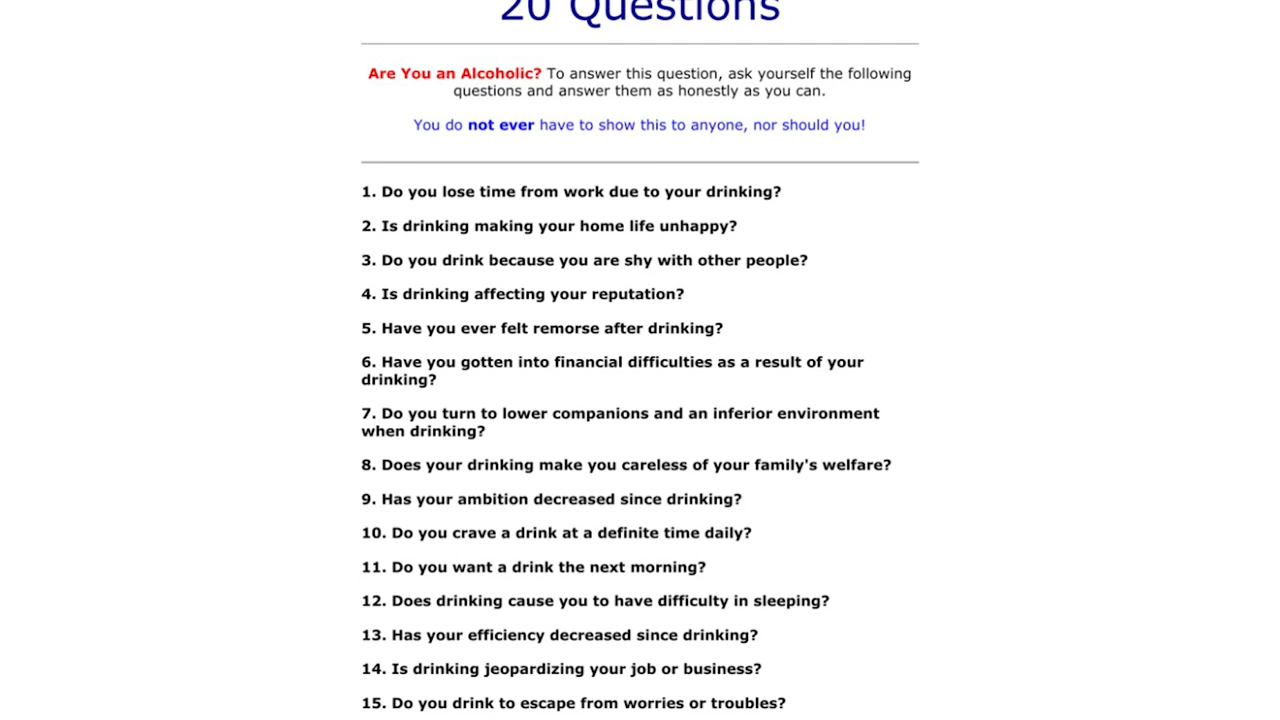 20 Questions
Are You an Alcoholic? To answer this question, ask yourself the following
questions and answer them as honestly as you can.
You do not ever have to show this to anyone, nor should you!
1. Do you lose time from work due to your drinking?
2. Is drinking making your home life unhappy?
3. Do you drink because you are shy with other people?
4. Is drinking affecting your reputation?
5. Have you ever felt remorse after drinking?
6. Have you gotten into financial difficulties as a result of your
drinking?
7. Do you turn to lower companions and an inferior environment
when drinking?
8. Does your drinking make you careless of your family's welfare?
9. Has your ambition decreased since drinking?
10. Do you crave a drink at a definite time daily?
11. Do you want a drink the next morning?
12. Does drinking cause you to have difficulty in sleeping?
13. Has your efficiency decreased since drinking?
14. Is drinking jeopardizing your job or business?
15. Do you drink to escape from worries or troubles?